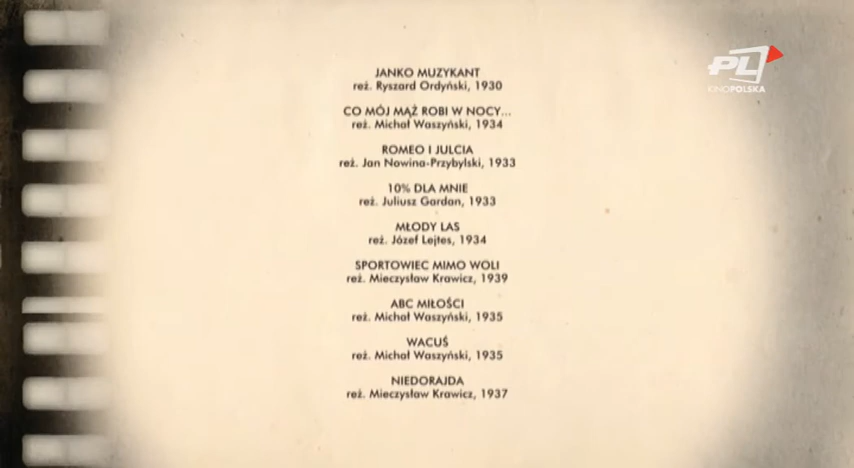 PL
KINOPOLSKA
JANKO MUZYKANT
reż. Ryszard Ordyński, 1930
CO MÓJ MĄŻ ROBI W NOCY...
reż. Michał Waszyński, 1934
ROMEO I JULCIA
reż. Jan Nowina-Przybylski, 1933
10% DLA MNIE
reż. Juliusz Gardan, 1933
MŁODY LAS
reż. Józef Lejtes, 1934
SPORTOWIEC MIMO WOLI
reż. Mieczysław Krawicz, 1939
ABC MIŁOŚCI
reż. Michał Waszyński, 1935
WACUŚ
reż. Michał Waszyński, 1935
NIEDORAJDA
reż. Mieczysław Krawicz, 1937